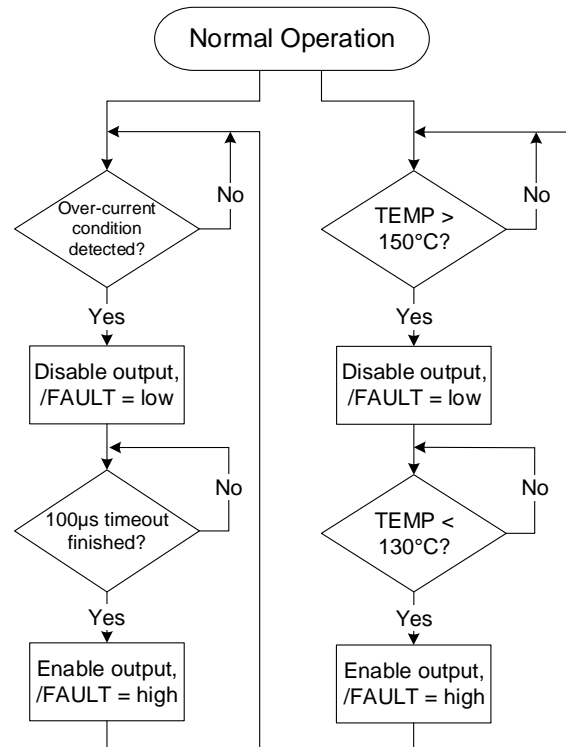 Normal Operation
Over-current
condition
detected?
No
Yes
Disable output,
/FAULT = low
100µs timeout
finished?
No
Yes
Enable output,
/FAULT = high
TEMP >
150°C?
No
Yes
Disable output,
/FAULT = low
TEMP <
130°C?
No
Yes
Enable output,
/FAULT = high